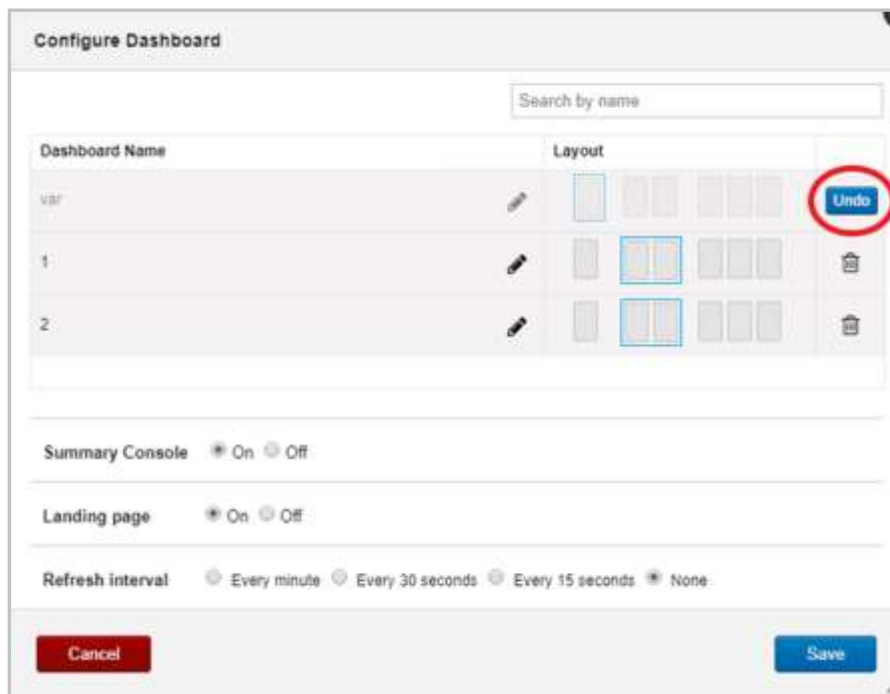 Configure Dashboard
Search by name
Dashboard Name Layout
var Undo
1
2
Summary Console On Off
Landing page On Off
Refresh interval Every minute Every 30 seconds Every 15 seconds None
Cancel Save